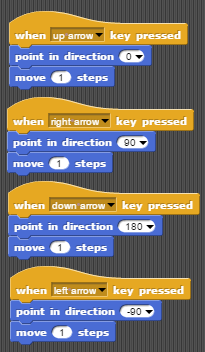 when up arrow key pressed
point in direction 0
move 1 steps
when right arrow key pressed
point in direction 90
move 1 steps
when down arrow key pressed
point in direction 180
move 1 steps
when left arrow key pressed
point in direction -90
move 1 steps